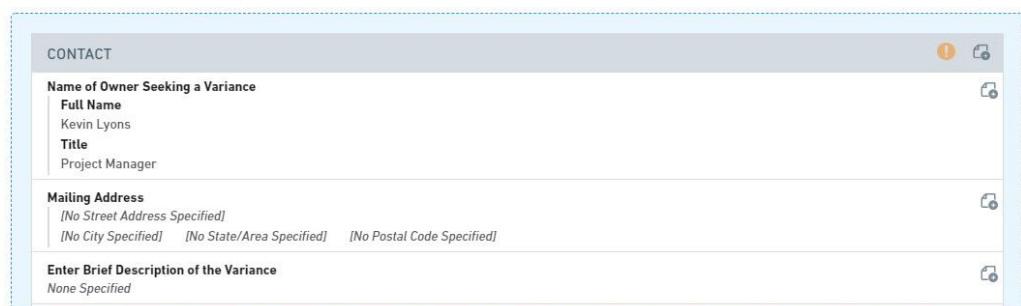 CONTACT
Name of Owner Seeking a Variance
Full Name
Kevin Lyons
Title
Project Manager
Mailing Address
[No Street Address Specified]
[No City Specified] [No State/Area Specified] [No Postal Code Specified]
Enter Brief Description of the Variance
None Specified